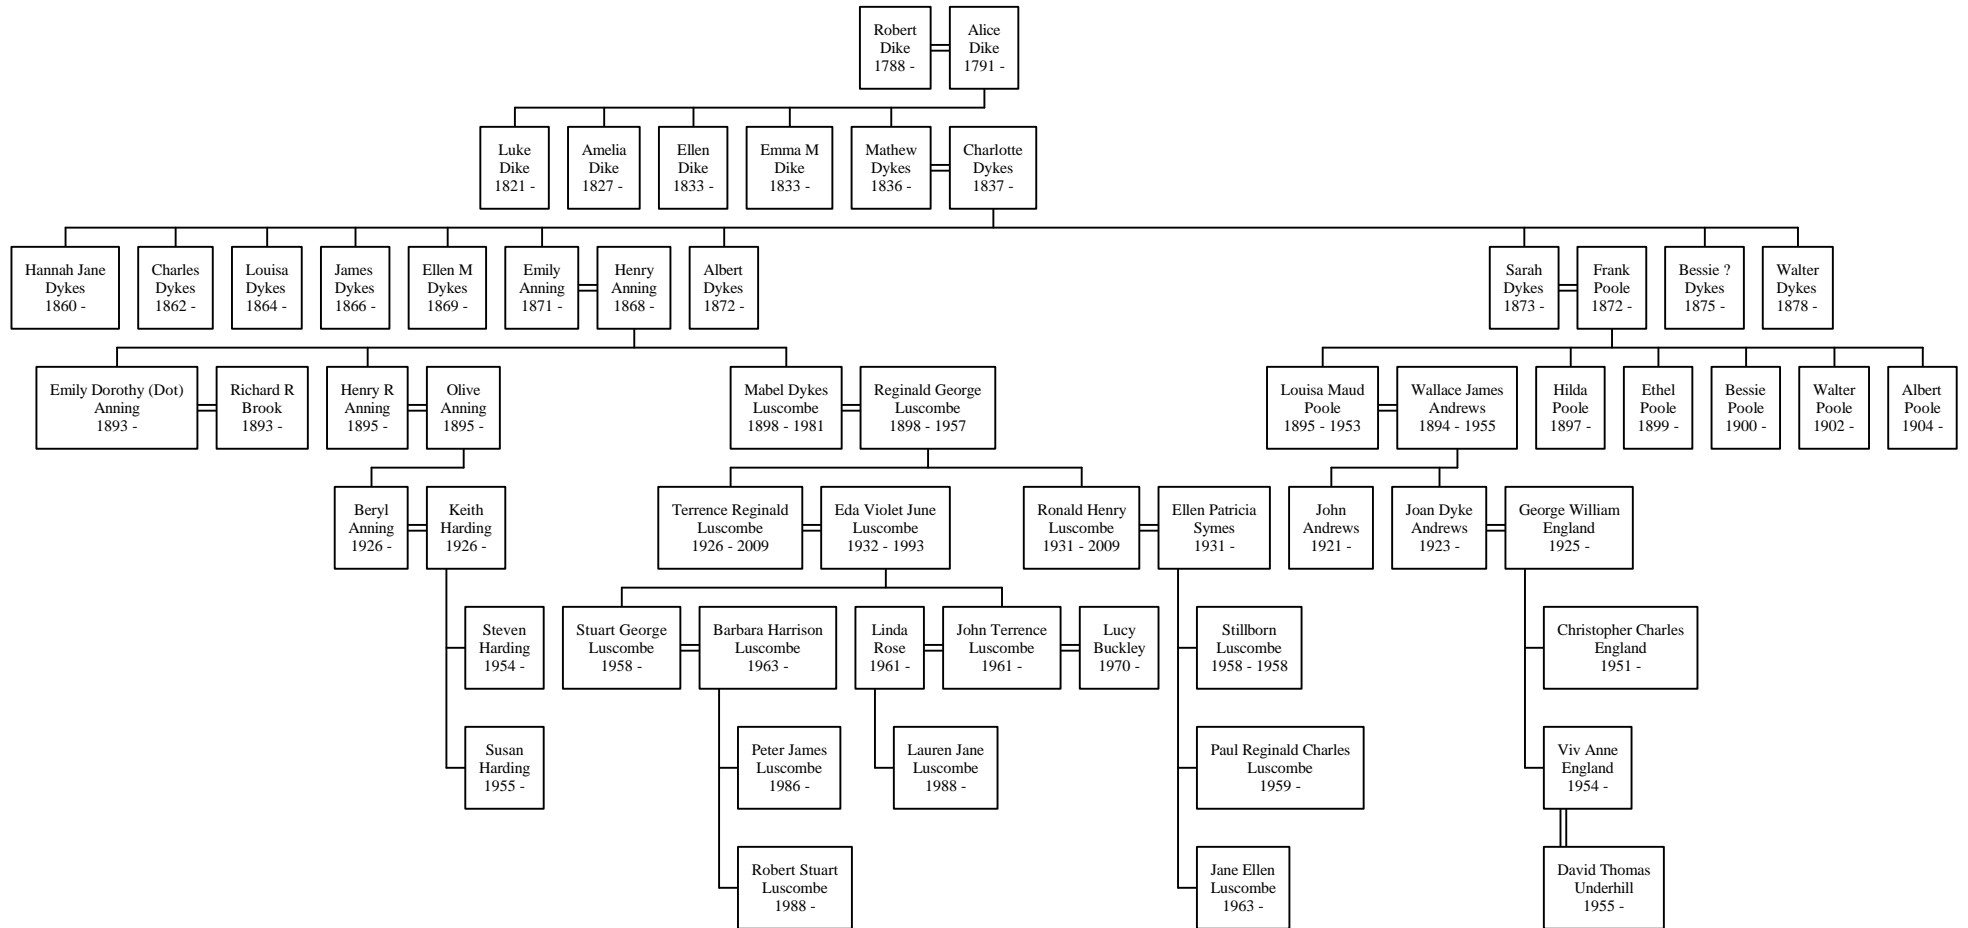 Robert
Dike
1788 -
Alice
Dike
1791 -
Luke
Dike
1821 -
Amelia
Dike
1827 -
Ellen
Dike
1833 -
Emma M
Dike
1833 -
Mathew
Dykes
1836 -
Charlotte
Dykes
1837 -
Hannah Jane
Dykes
1860 -
Charles
Dykes
1862 -
Louisa
Dykes
1864 -
James
Dykes
1866 -
Ellen M
Dykes
1869 -
Emily
Anning
1871 -
Henry
Anning
1868 -
Albert
Dykes
1872 -
Sarah
Dykes
1873 -
Frank
Poole
1872 -
Bessie ?
Dykes
1875 -
Walter
Dykes
1878 -
Emily Dorothy (Dot)
Anning
1893 -
Richard R
Brook
1893 -
Henry R
Anning
1895 -
Olive
Anning
1895 -
Mabel Dykes
Luscombe
1898 - 1981
Reginald George
Luscombe
1898 - 1957
Louisa Maud
Poole
1895 - 1953
Wallace James
Andrews
1894 - 1955
Hilda
Poole
1897 -
Ethel
Poole
1899 -
Bessie
Poole
1900 -
Walter
Poole
1902 -
Albert
Poole
1904 -
Beryl
Anning
1926 -
Keith
Harding
1926 -
Terrence Reginald
Luscombe
1926 - 2009
Eda Violet June
Luscombe
1932 - 1993
Ronald Henry
Luscombe
1931 - 2009
Ellen Patricia
Symes
1931 -
John
Andrews
1921 -
Joan Dyke
Andrews
1923 -
George William
England
1925 -
Steven
Harding
1954 -
Stuart George
Luscombe
1958 -
Barbara Harrison
Luscombe
1963 -
Linda
Rose
1961 -
John Terrence
Luscombe
1961 -
Lucy
Buckley
1970 -
Stillborn
Luscombe
1958 - 1958
Christopher Charles
England
1951 -
Susan
Harding
1955 -
Peter James
Luscombe
1986 -
Lauren Jane
Luscombe
1988 -
Paul Reginald Charles
Luscombe
1959 -
Viv Anne
England
1954 -
Robert Stuart
Luscombe
1988 -
Jane Ellen
Luscombe
1963 -
David Thomas
Underhill
1955 -